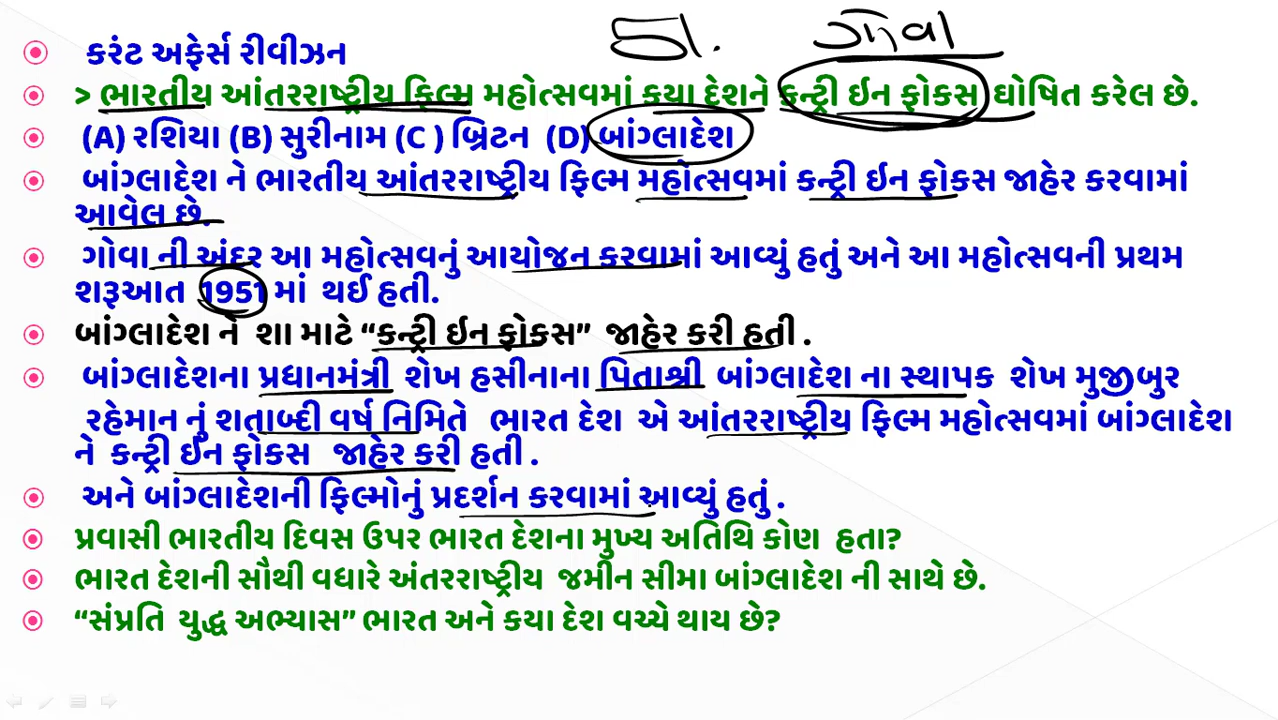 51. ગોવા
કરંટ અફેર્સ રીવીઝન
> ભારતીય આંતરરાષ્ટ્રીય ફિલ્મ મહોત્સવમાં કયા દેશને કન્ટ્રી ઇન ફોકસ ઘોષિત કરેલ છે.
(A) રશિયા (B) સુરીનામ (C ) બ્રિટન (D) બાંગ્લાદેશ
બાંગ્લાદેશ ને ભારતીય આંતરરાષ્ટ્રીય ફિલ્મ મહોત્સવમાં કન્ટ્રી ઇન ફોકસ જાહેર કરવામાં
આવેલ છે.
ગોવા ની અંદર આ મહોત્સવનું આયોજન કરવામાં આવ્યું હતું અને આ મહોત્સવની પ્રથમ
શરૂઆત 1951 માં થઈ હતી.
બાંગ્લાદેશ ને શા માટે “કન્ટ્રી ઇન ફોકસ” જાહેર કરી હતી .
બાંગ્લાદેશના પ્રધાનમંત્રી શેખ હસીનાના પિતાશ્રી બાંગ્લાદેશ ના સ્થાપક શેખ મુજીબુર
રહેમાન નું શતાબ્દી વર્ષ નિમિતે ભારત દેશ એ આંતરરાષ્ટ્રીય ફિલ્મ મહોત્સવમાં બાંગ્લાદેશ
ને કન્ટ્રી ઈન ફોકસ જાહેર કરી હતી .
અને બાંગ્લાદેશની ફિલ્મોનું પ્રદર્શન કરવામાં આવ્યું હતું .
પ્રવાસી ભારતીય દિવસ ઉપર ભારત દેશના મુખ્ય અતિથિ કોણ હતા?
ભારત દેશની સૌથી વધારે અંતરરાષ્ટ્રીય જમીન સીમા બાંગ્લાદેશ ની સાથે છે.
“સંપ્રતિ યુદ્ધ અભ્યાસ” ભારત અને કયા દેશ વચ્ચે થાય છે?